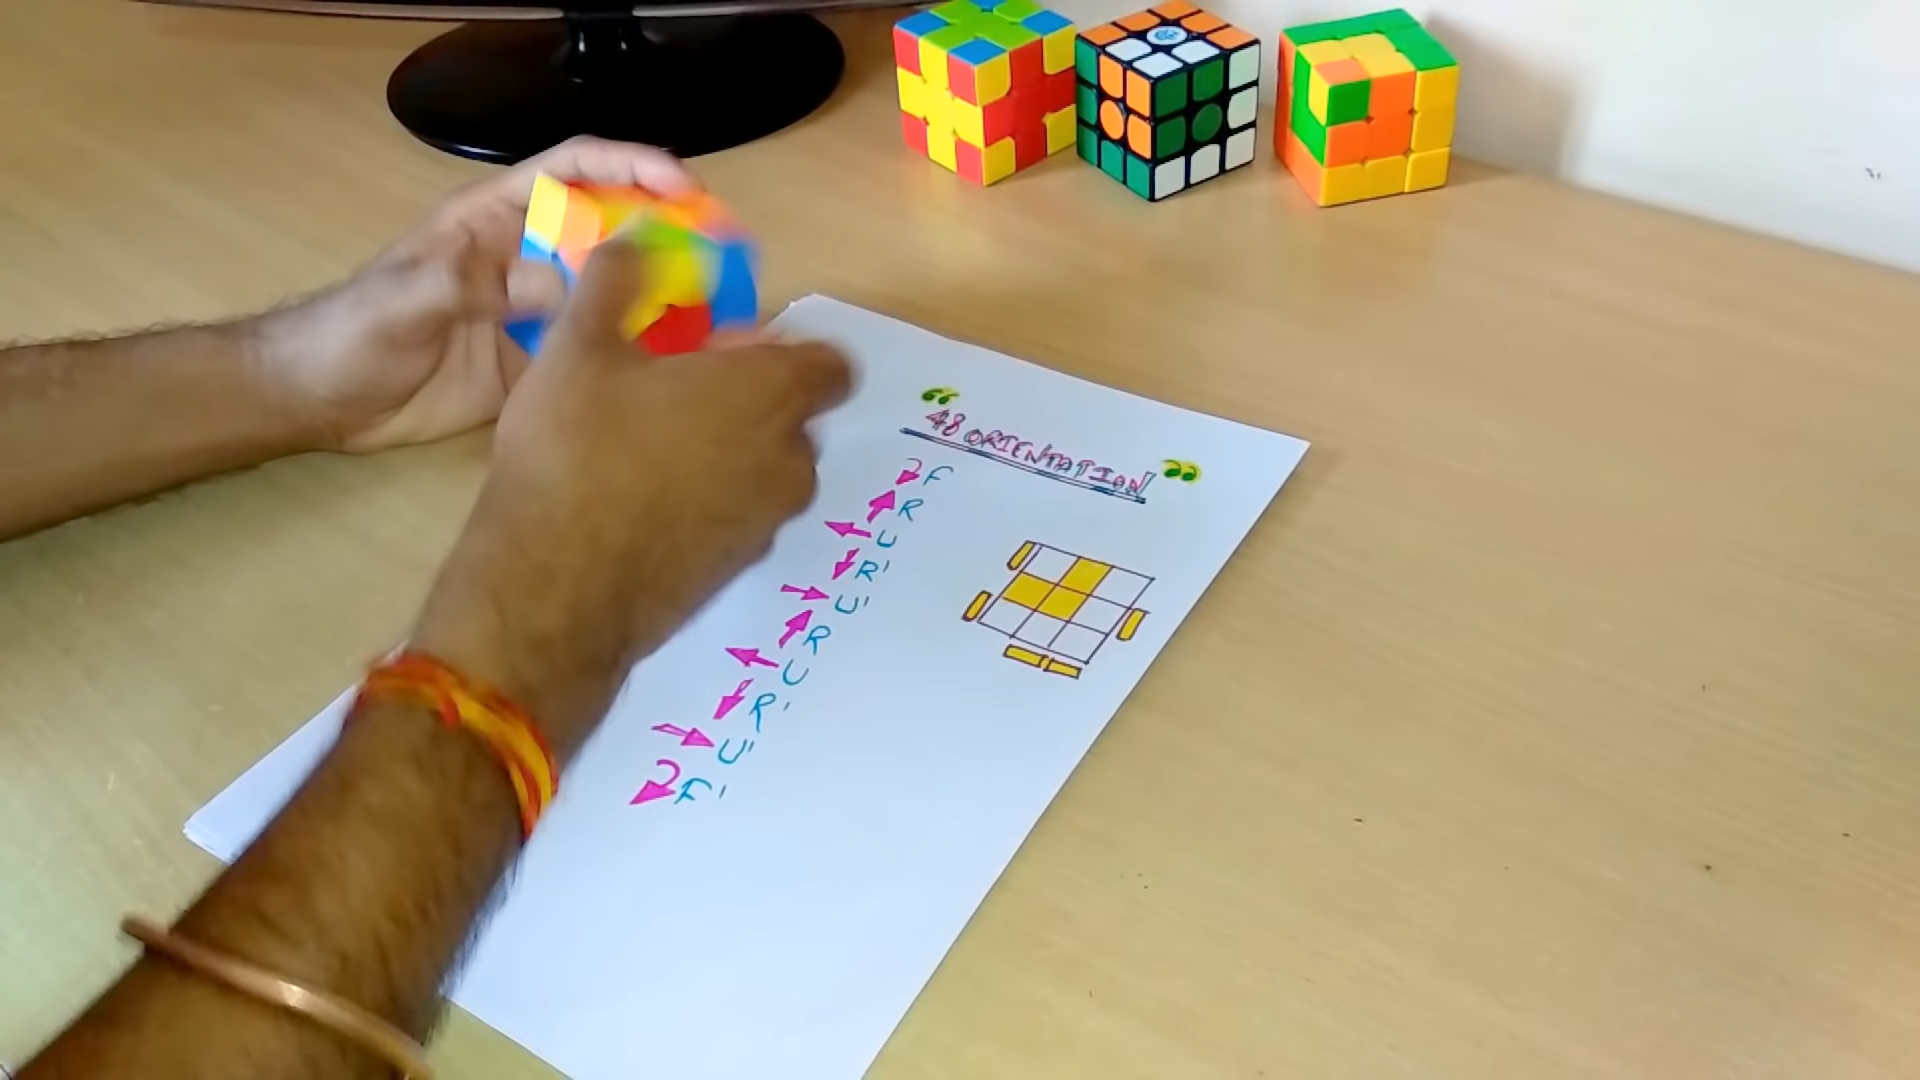 “ 48 ORIENTATION ”
F
R
U
R'
U'
R
U
R'
U'
F'